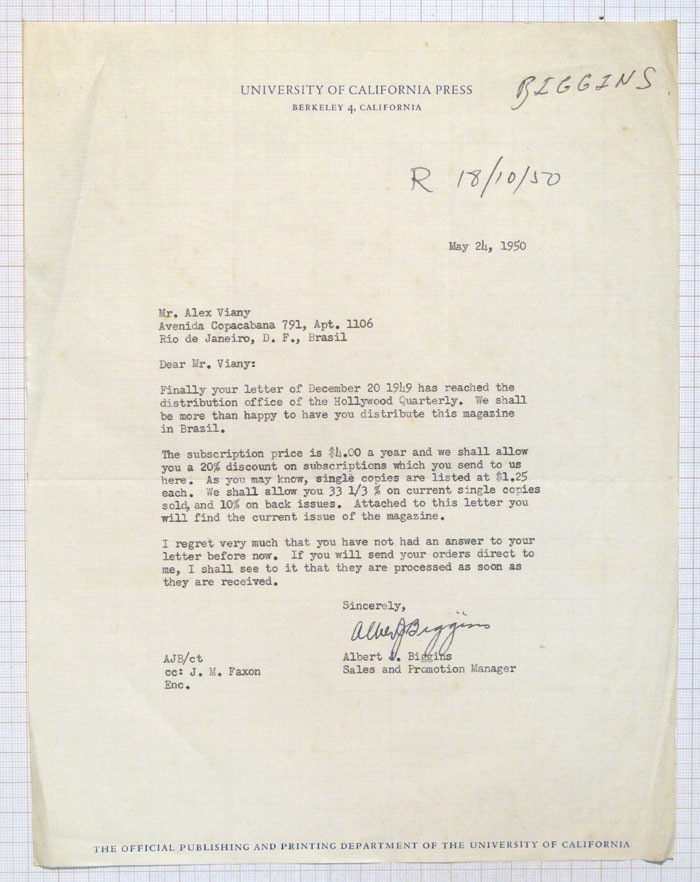 UNIVERSITY OF CALIFORNIA PRESS
BERKELEY 4, CALIFORNIA
BIGGINS
R 18/10/50
May 24, 1950
Mr. Alex Viany
Avenida Copacabana 791, Apt. 1106
Rio de Janeiro, D. F., Brasil
Dear Mr. Viany:
Finally your letter of December 20 1949 has reached the
distribution office of the Hollywood Quarterly. We shall
be more than happy to have you distribute this magazine
in Brazil.
The subscription price is $4.00 a year and we shall allow
you a 20% discount on subscriptions which you send to us
here. As you may know, single copies are listed at $1.25
each. We shall allow you 33 1/3 % on current single copies
sold, and 10% on back issues. Attached to this letter you
will find the current issue of the magazine.
I regret very much that you have not had an answer to your
letter before now. If you will send your orders direct to
me, I shall see to it that they are processed as soon as
they are received.
Sincerely,
Albert J Biggins
Albert J. Biggins
Sales and Promotion Manager
AJB/ct
cc: J. M. Faxon
Enc.
THE OFFICIAL PUBLISHING AND PRINTING DEPARTMENT OF THE UNIVERSITY OF CALIFORNIA